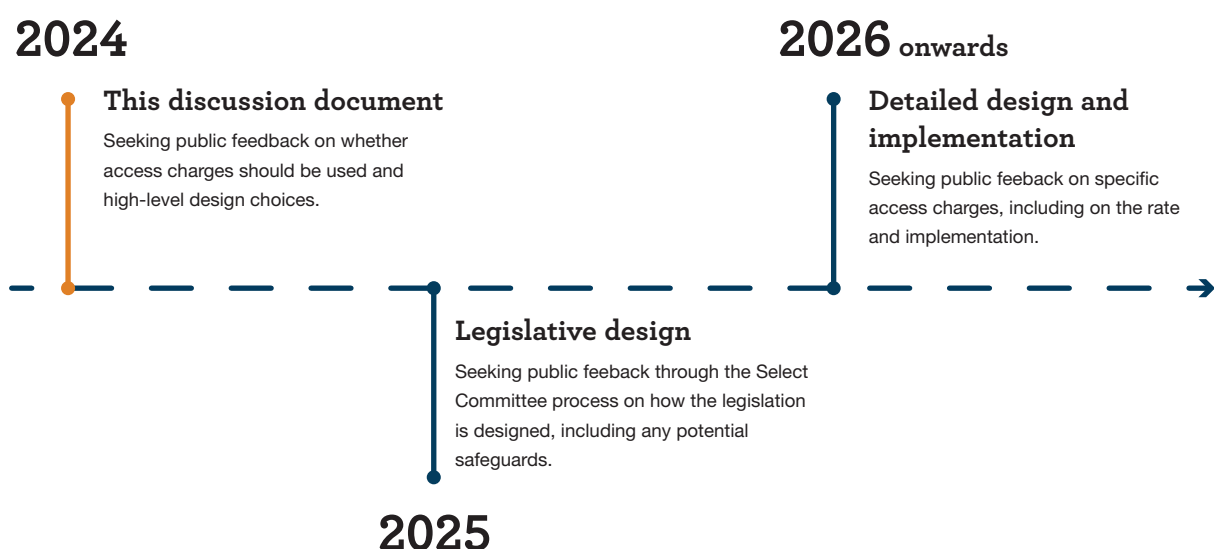 2024
This discussion document
Seeking public feedback on whether
access charges should be used and
high-level design choices.
Legislative design
Seeking public feeback through the Select
Committee process on how the legislation
is designed, including any potential
safeguards.
2025
2026 onwards
Detailed design and
implementation
Seeking public feeback on specific
access charges, including on the rate
and implementation.